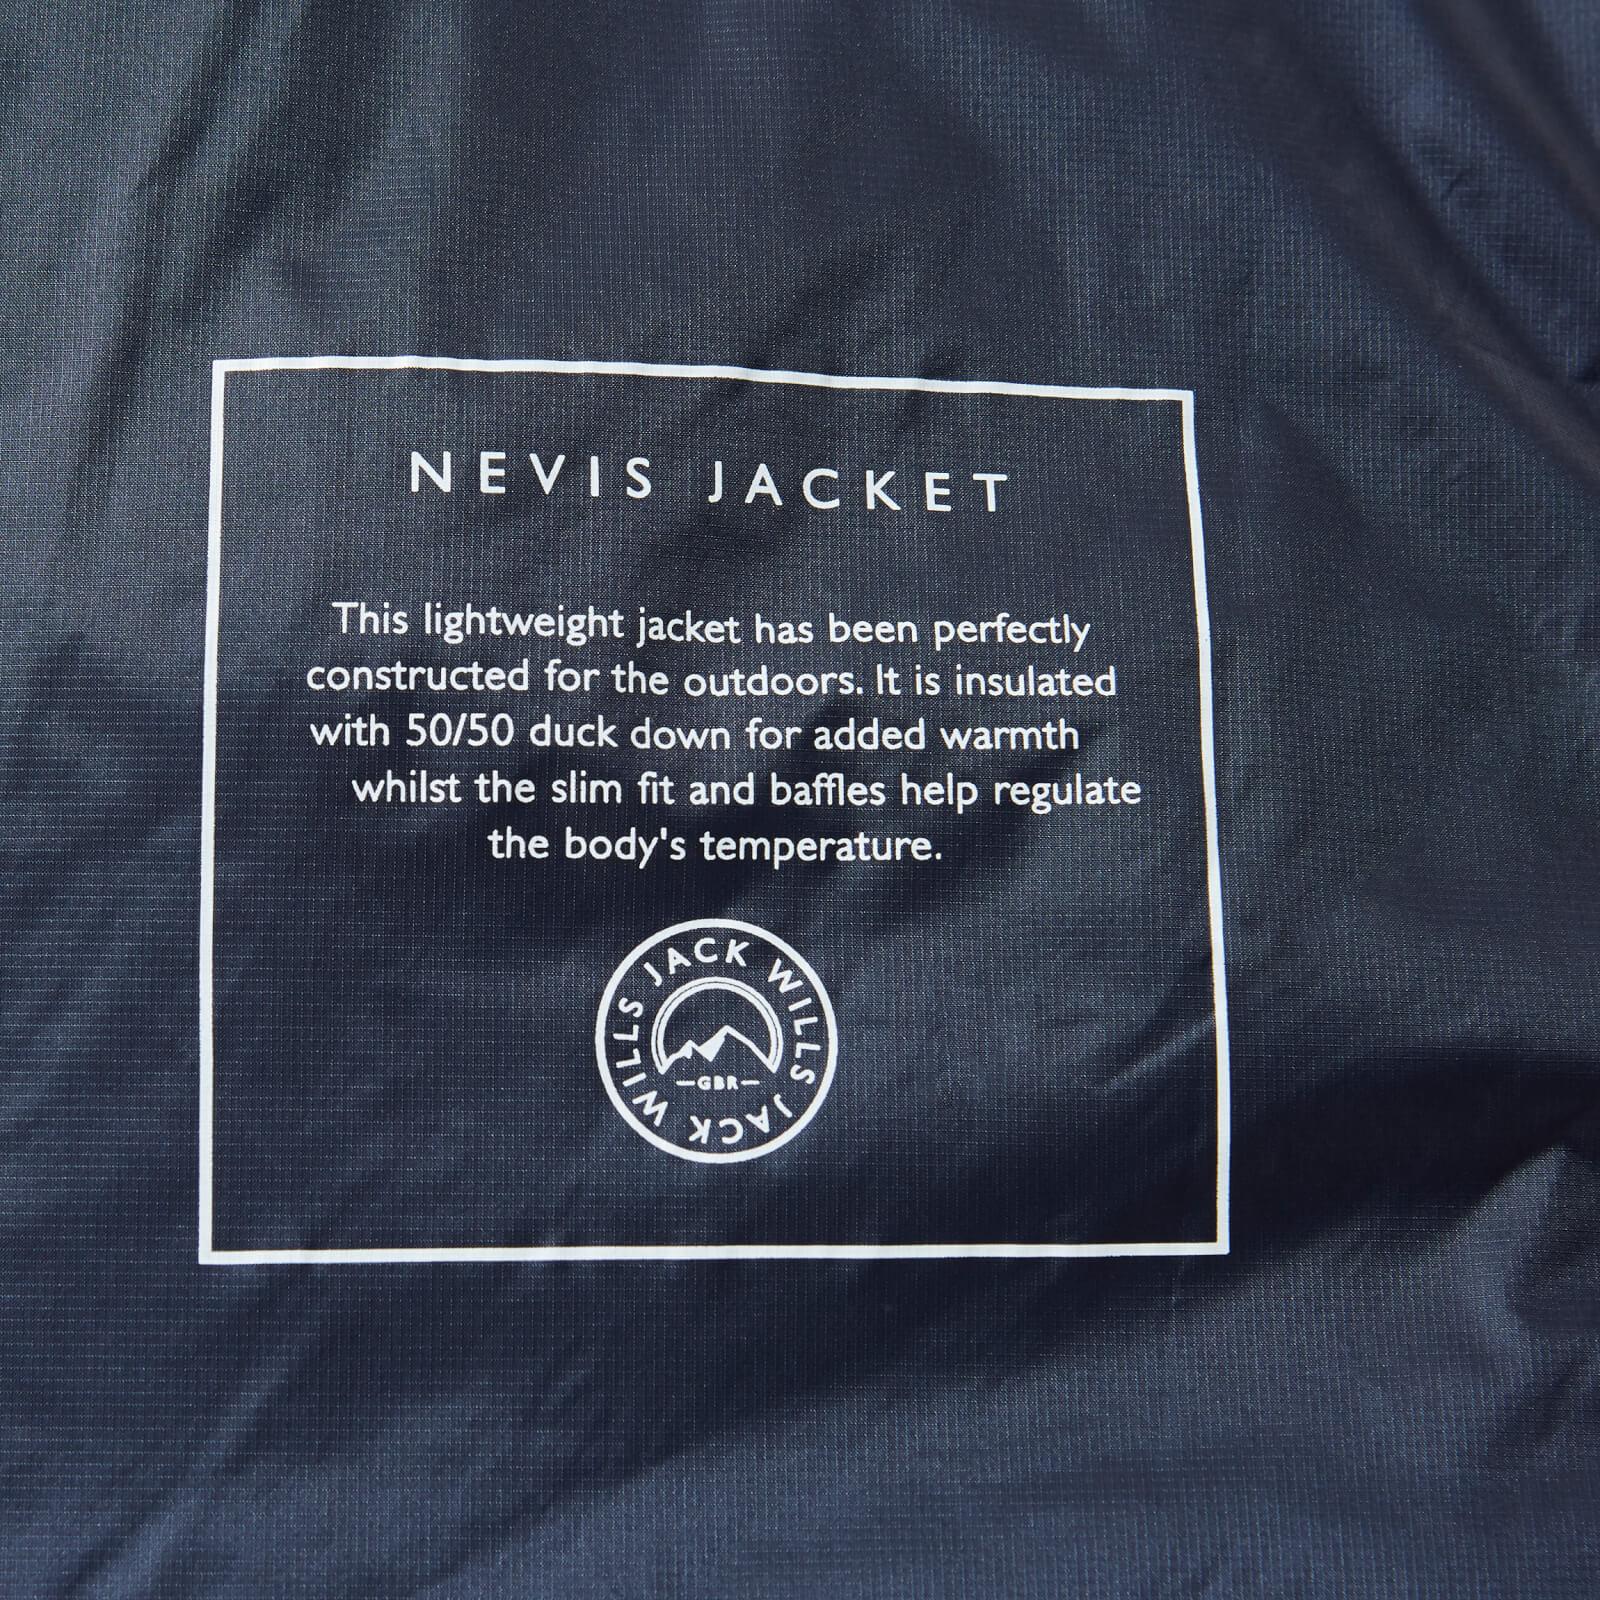 NEVIS JACKET
This lightweight jacket has been perfectly
constructed for the outdoors. It is insulated
with 50/50 duck down for added warmth
whilst the slim fit and baffles help regulate
the body's temperature.
JACK WILLS JACK WILLS
—GBR—